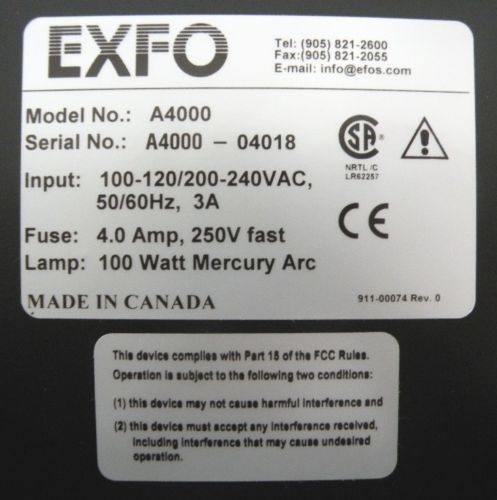 EXFO
Tel: (905) 821-2600
Fax:(905) 821-2055
E-mail: info@efos.com
Model No.: A4000
Serial No.: A4000 - 04018
Input: 100-120/200-240VAC,
50/60Hz, 3A
Fuse: 4.0 Amp, 250V fast
Lamp: 100 Watt Mercury Arc
MADE IN CANADA
SA
NRTL /C
LR62257
CE
911-00074 Rev. 0
This device complies with Part 15 of the FCC Rules.
Operation is subject to the following two conditions:
(1) this device may not cause harmful interference and
(2) this device must accept any interference received,
including interference that may cause undesired
operation.